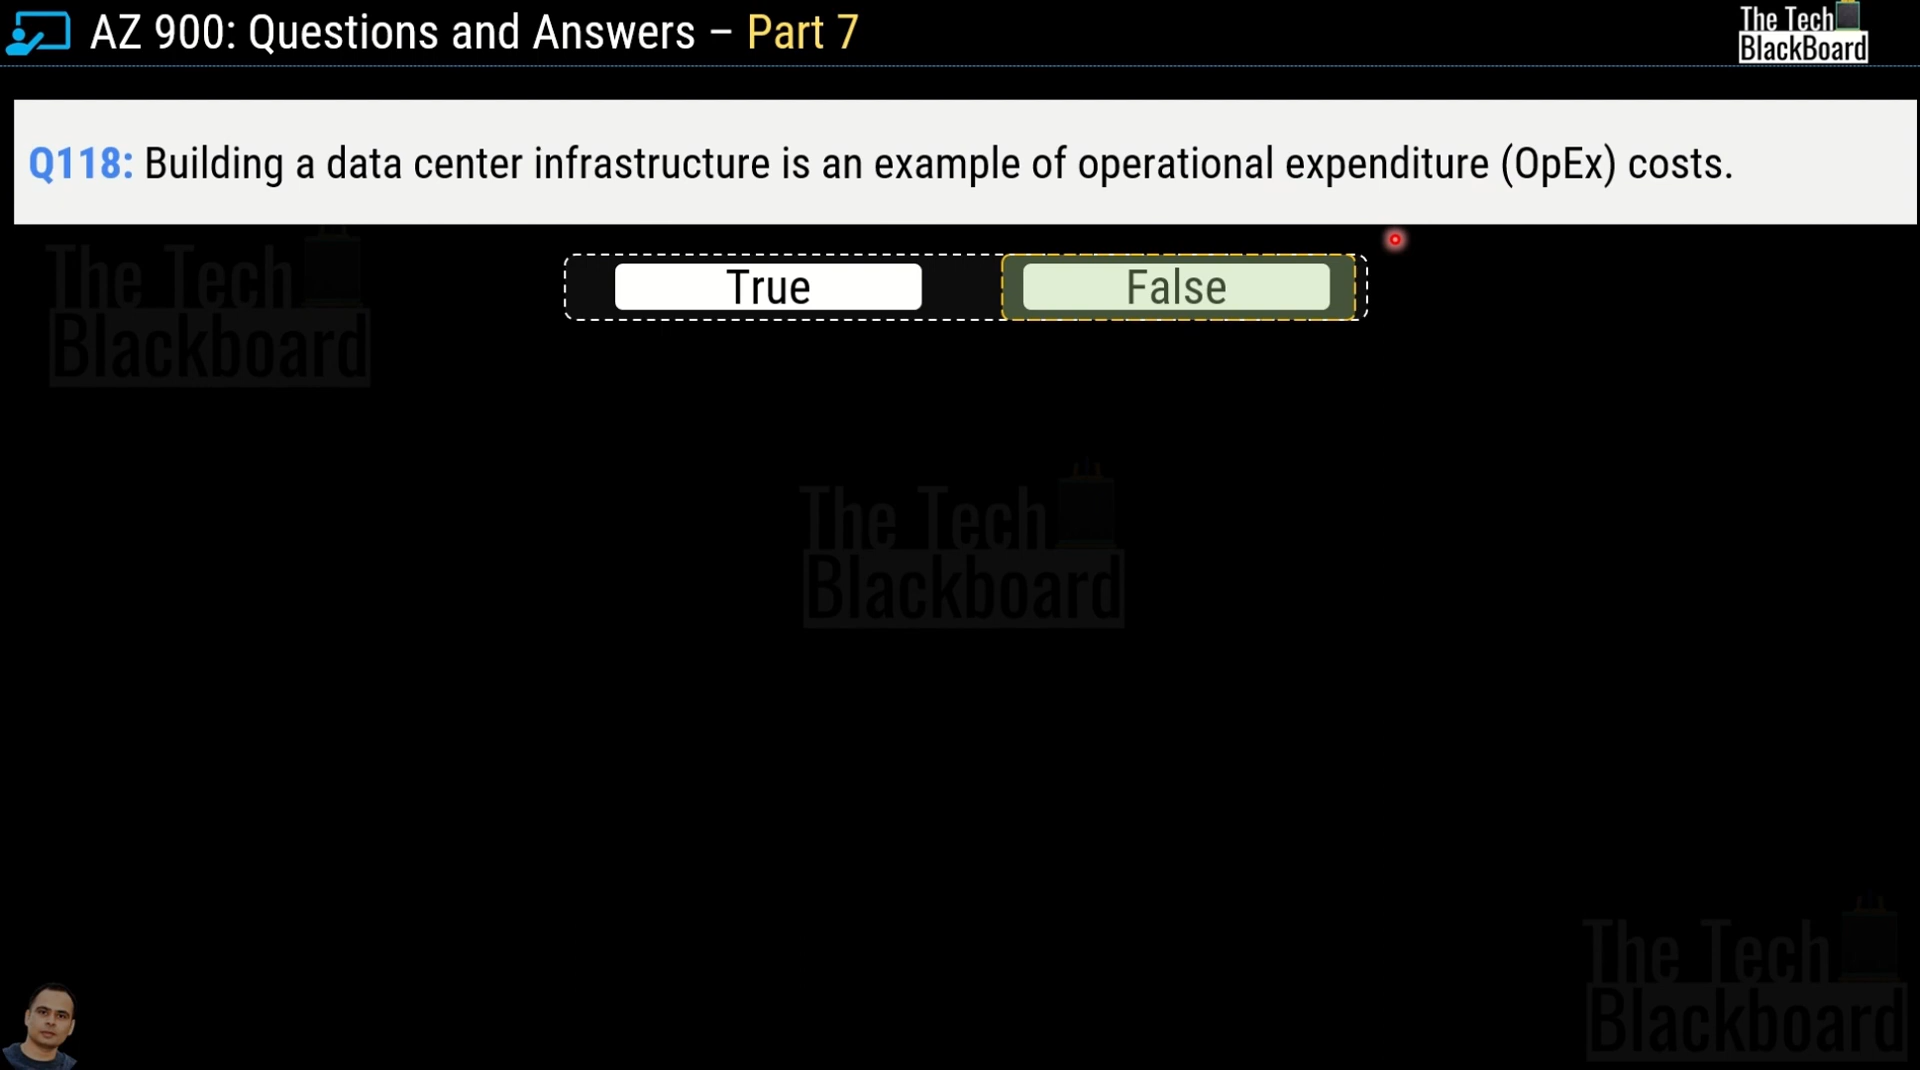 AZ 900: Questions and Answers – Part 7
The Tech
BlackBoard
Q118: Building a data center infrastructure is an example of operational expenditure (OpEx) costs.
True False
The Tech
Blackboard
The Tech
Blackboard
The Tech
Blackboard